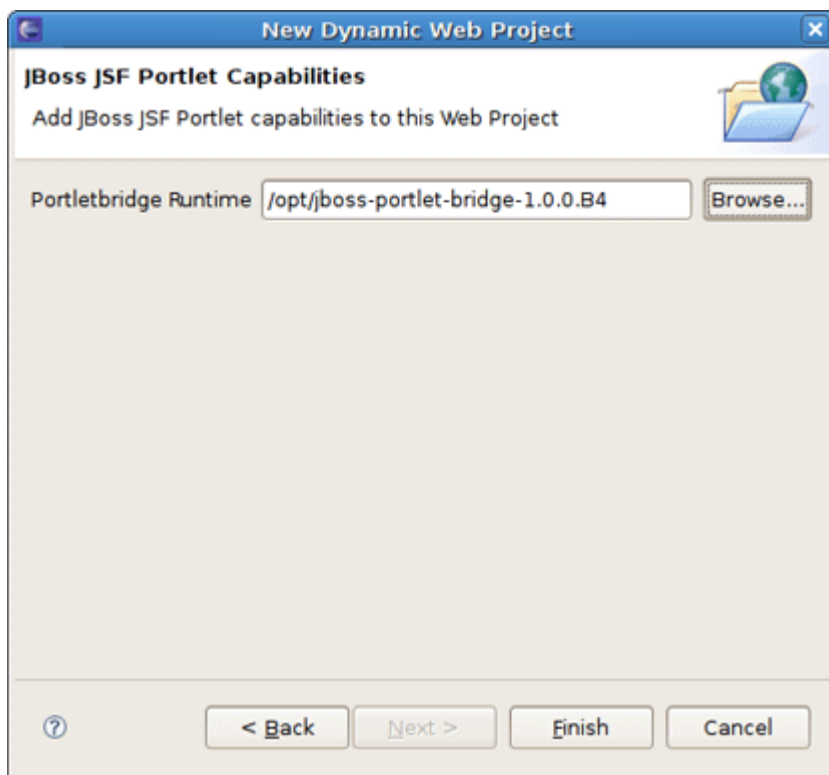 New Dynamic Web Project
JBoss JSF Portlet Capabilities
Add JBoss JSF Portlet capabilities to this Web Project
Portletbridge Runtime /opt/jboss-portlet-bridge-1.0.0.B4 Browse...
? < Back Next > Finish Cancel